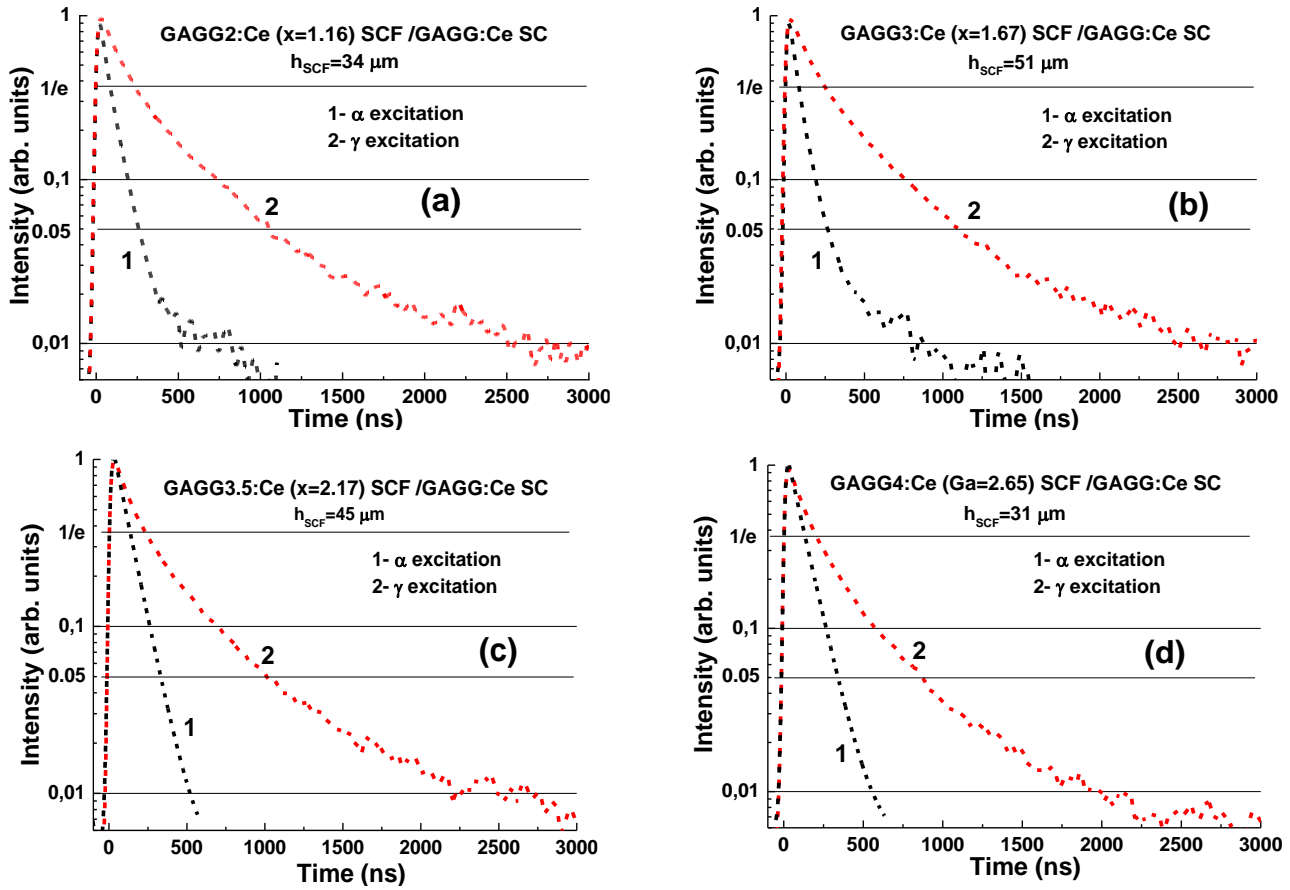 GAGG2:Ce (x=1.16) SCF /GAGG:Ce SC
hSCF=34 μm
1- α excitation
2- γ excitation
(a)
1
2
Intensity (arb. units)
1
1/e
0,1
0.05
0,01
0 500 1000 1500 2000 2500 3000
Time (ns)
GAGG3:Ce (x=1.67) SCF /GAGG:Ce SC
hSCF=51 μm
1- α excitation
2- γ excitation
(b)
1
2
Intensity (arb. units)
1
1/e
0,1
0.05
0,01
0 500 1000 1500 2000 2500 3000
Time (ns)
GAGG3.5:Ce (x=2.17) SCF /GAGG:Ce SC
hSCF=45 μm
1- α excitation
2- γ excitation
(c)
1
2
Intensity (arb. units)
1
1/e
0,1
0.05
0,01
0 500 1000 1500 2000 2500 3000
Time (ns)
GAGG4:Ce (Ga=2.65) SCF /GAGG:Ce SC
hSCF=31 μm
1- α excitation
2- γ excitation
(d)
1
2
Intensity (arb. units)
1
1/e
0,1
0.05
0,01
0 500 1000 1500 2000 2500 3000
Time (ns)